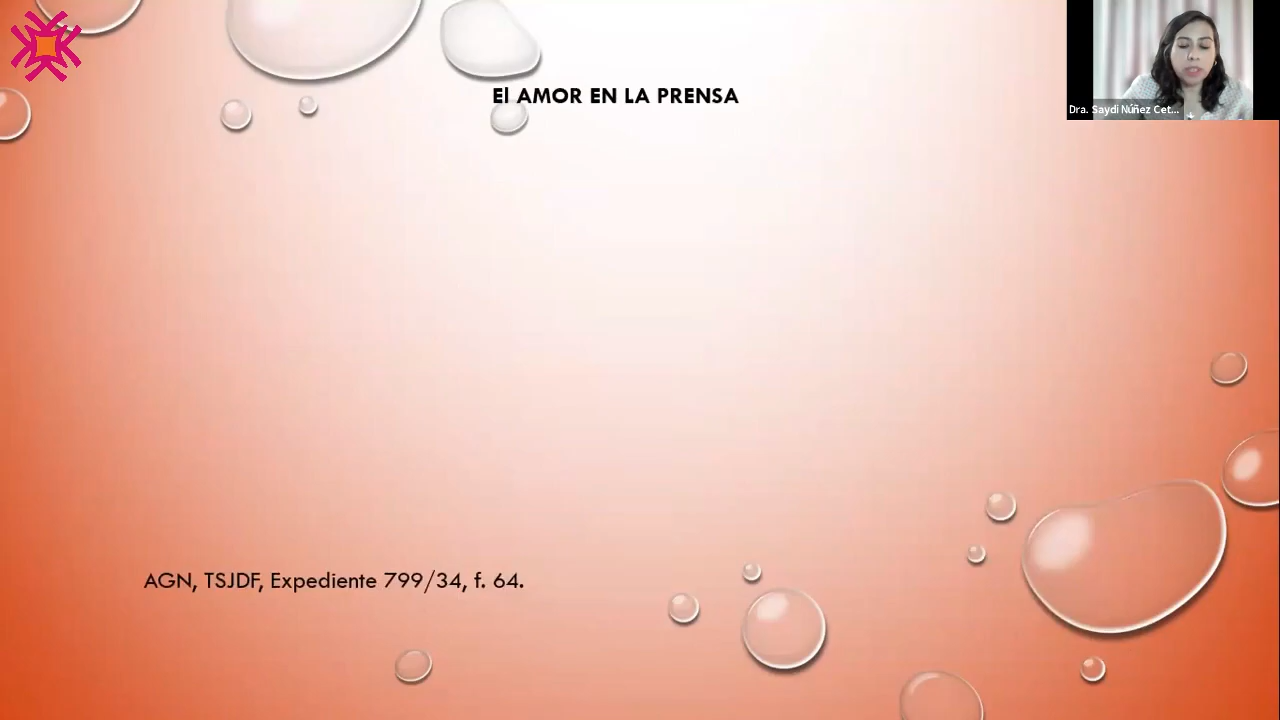 El AMOR EN LA PRENSA
Dra. Saydi Núñez Cet...
AGN, TSJDF, Expediente 799/34, f. 64.